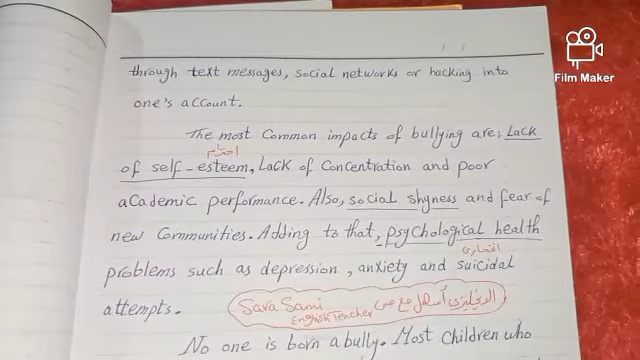 through text messages, social networks or hacking into
one's account.
The most Common impacts of bullying are; Lack
احترام
of self-esteem, Lack of Concentration and poor
academic performance. Also, social shyness and fear of
new Communities. Adding to that, psychological health
انتحارى
problems such as depression, anxiety and suicidal
attempts.
Sara Sami الانجليزى أسهل مع مس
English Teacher
No one is born a bully. Most Children who
Film Maker